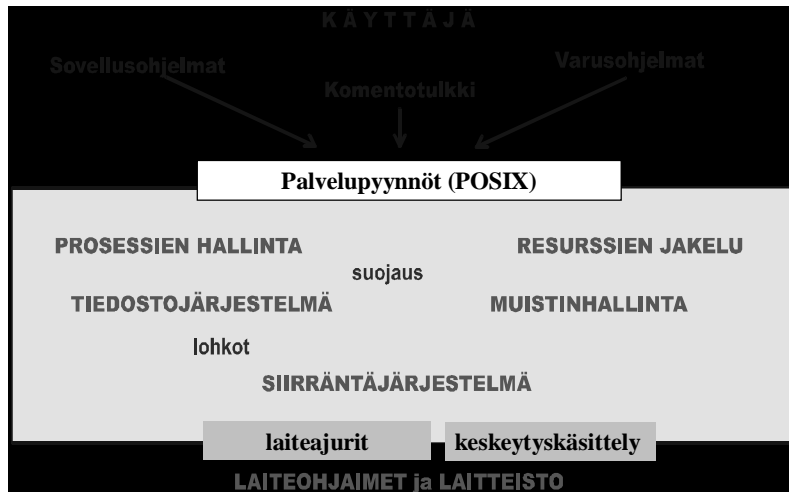 KÄYTTÄJÄ
Sovellusohjelmat Varusohjelmat
Komentotulkki
Palvelupyynnöt (POSIX)
PROSESSIEN HALLINTA RESURSSIEN JAKELU
suojaus
TIEDOSTOJÄRJESTELMÄ MUISTINHALLINTA
lohkot
SIIRRÄNTÄJÄRJESTELMÄ
laiteajurit keskeytyskäsittely
LAITEOHJAIMET ja LAITTEISTO